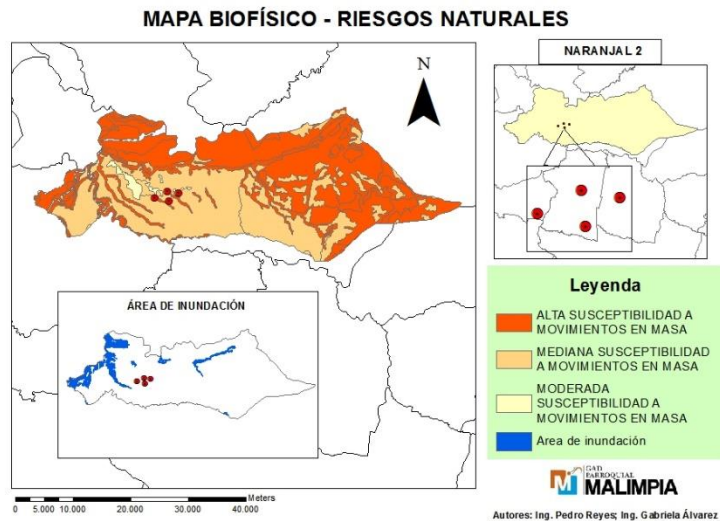 MAPA BIOFÍSICO - RIESGOS NATURALES
N
NARANJAL 2
ÁREA DE INUNDACIÓN
Leyenda
ALTA SUSCEPTIBILIDAD A
MOVIMIENTOS EN MASA
MEDIANA SUSCEPTIBILIDAD
A MOVIMIENTOS EN MASA
MODERADA
SUSCEPTIBILIDAD A
MOVIMIENTOS EN MASA
Area de inundación
Meters
0 5.000 10.000 20.000 30.000 40.000
GAD
PARROQUIAL
MALIMPIA
Autores: Ing. Pedro Reyes; Ing. Gabriela Álvarez